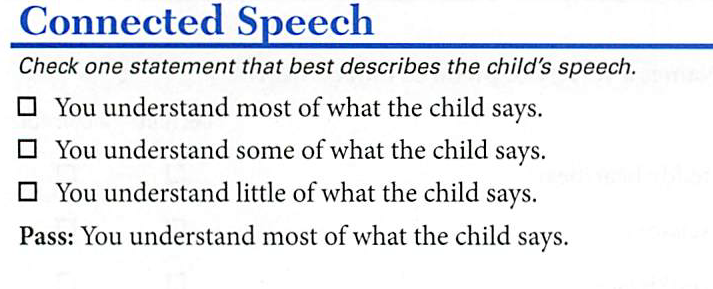 Connected Speech
Check one statement that best describes the child's speech.
☐ You understand most of what the child says.
☐ You understand some of what the child says.
☐ You understand little of what the child says.
Pass: You understand most of what the child says.